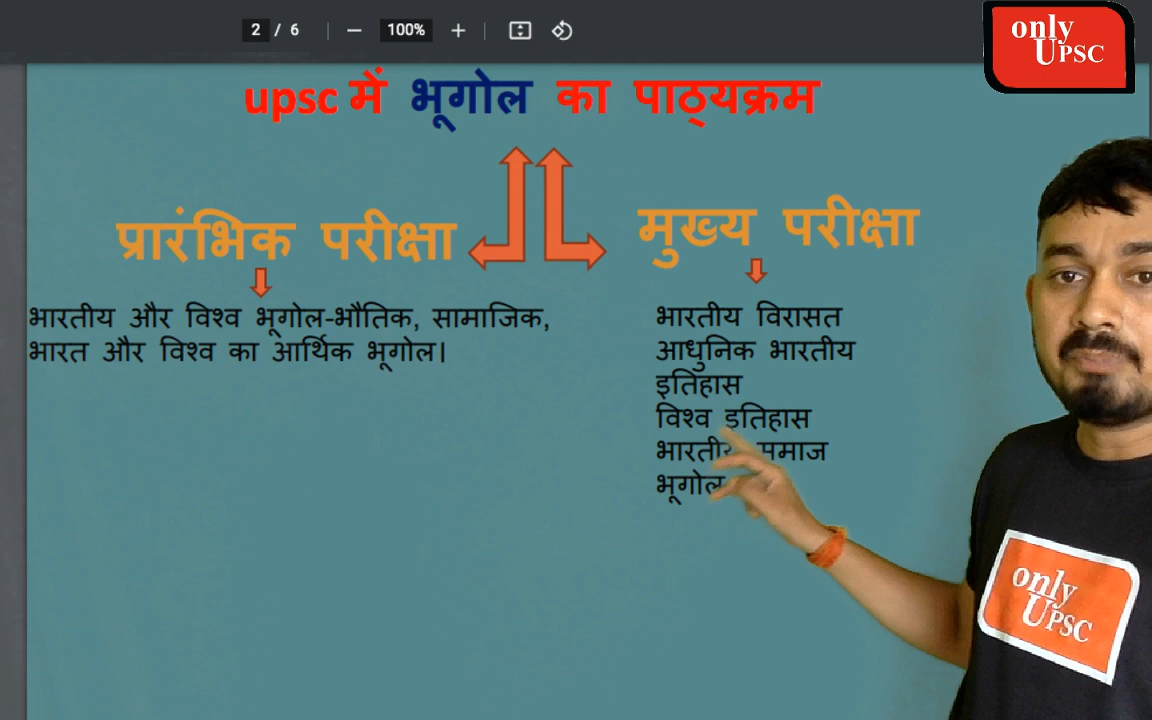 2 / 6
100%
only
UPSC
upsc में भूगोल का पाठ्यक्रम
प्रारंभिक परीक्षा
मुख्य परीक्षा
भारतीय और विश्व भूगोल-भौतिक, सामाजिक,
भारत और विश्व का आर्थिक भूगोल।
भारतीय विरासत
आधुनिक भारतीय
इतिहास
विश्व इतिहास
भारतीय समाज
भूगोल
only
UPSC